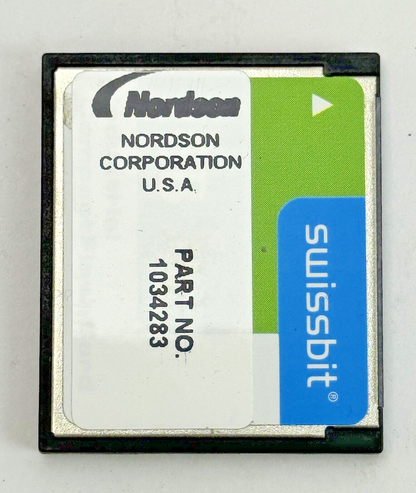 Nordson
NORDSON
CORPORATION
U.S.A.
PART NO.
1034283
swissbit®